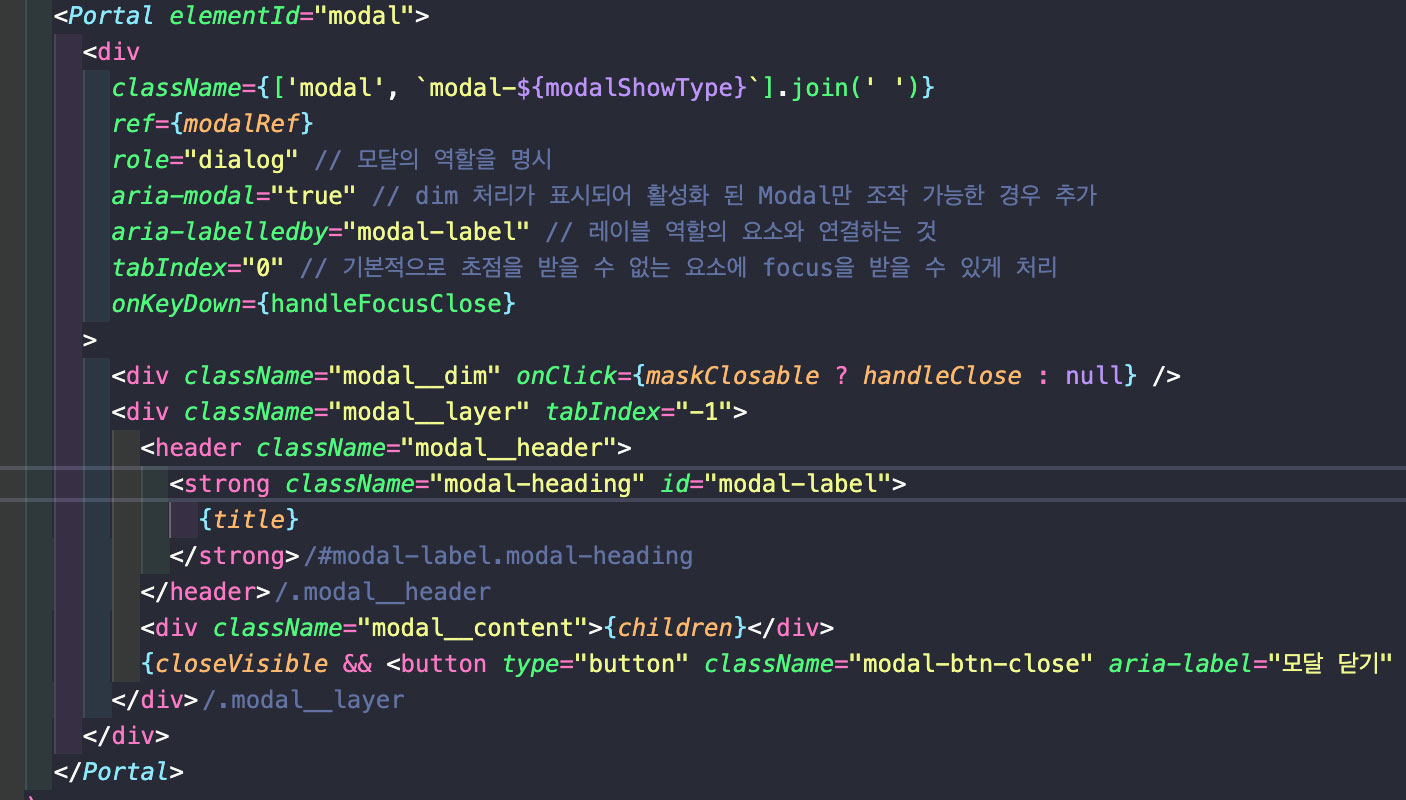 <Portal elementId="modal">
<div
className={['modal', `modal-${modalShowType}`].join(' ')}
ref={modalRef}
role="dialog" // 모달의 역할을 명시
aria-modal="true" // dim 처리가 표시되어 활성화 된 Modal만 조작 가능한 경우 추가
aria-labelledby="modal-label" // 레이블 역할의 요소와 연결하는 것
tabIndex="0" // 기본적으로 초점을 받을 수 없는 요소에 focus을 받을 수 있게 처리
onKeyDown={handleFocusClose}
>
<div className="modal__dim" onClick={maskClosable ? handleClose : null} />
<div className="modal__layer" tabIndex="-1">
<header className="modal__header">
<strong className="modal-heading" id="modal-label">
{title}
</strong>/#modal-label.modal-heading
</header>/.modal__header
<div className="modal__content">{children}</div>
{closeVisible && <button type="button" className="modal-btn-close" aria-label="모달 닫기"
</div>/.modal__layer
</div>
</Portal>